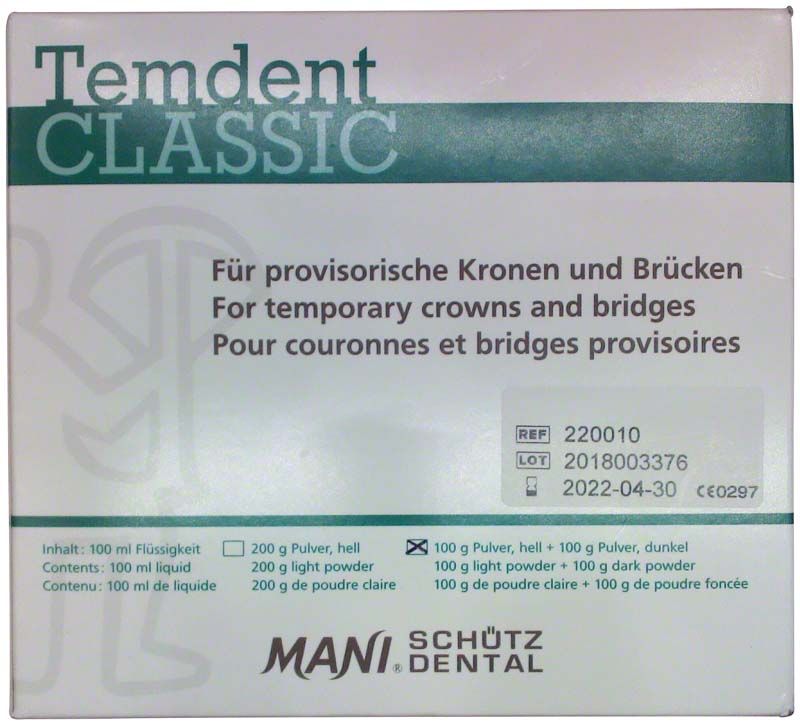 Temdent
CLASSIC
Für provisorische Kronen und Brücken
For temporary crowns and bridges
Pour couronnes et bridges provisoires
REF 220010
LOT 2018003376
2022-04-30 CE0297
Inhalt: 100 ml Flüssigkeit 200 g Pulver, hell 100 g Pulver, hell + 100 g Pulver, dunkel
Contents: 100 ml liquid 200 g light powder 100 g light powder + 100 g dark powder
Contenu: 100 ml de liquide 200 g de poudre claire 100 g de poudre claire + 100 g de poudre foncée
MANI® SCHÜTZ
DENTAL